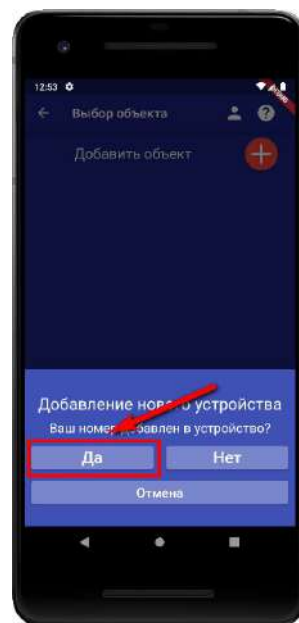 12:53
Выбор объекта
Добавить объект
Добавление нового устройства
Ваш номер добавлен в устройство?
Да Нет
Отмена